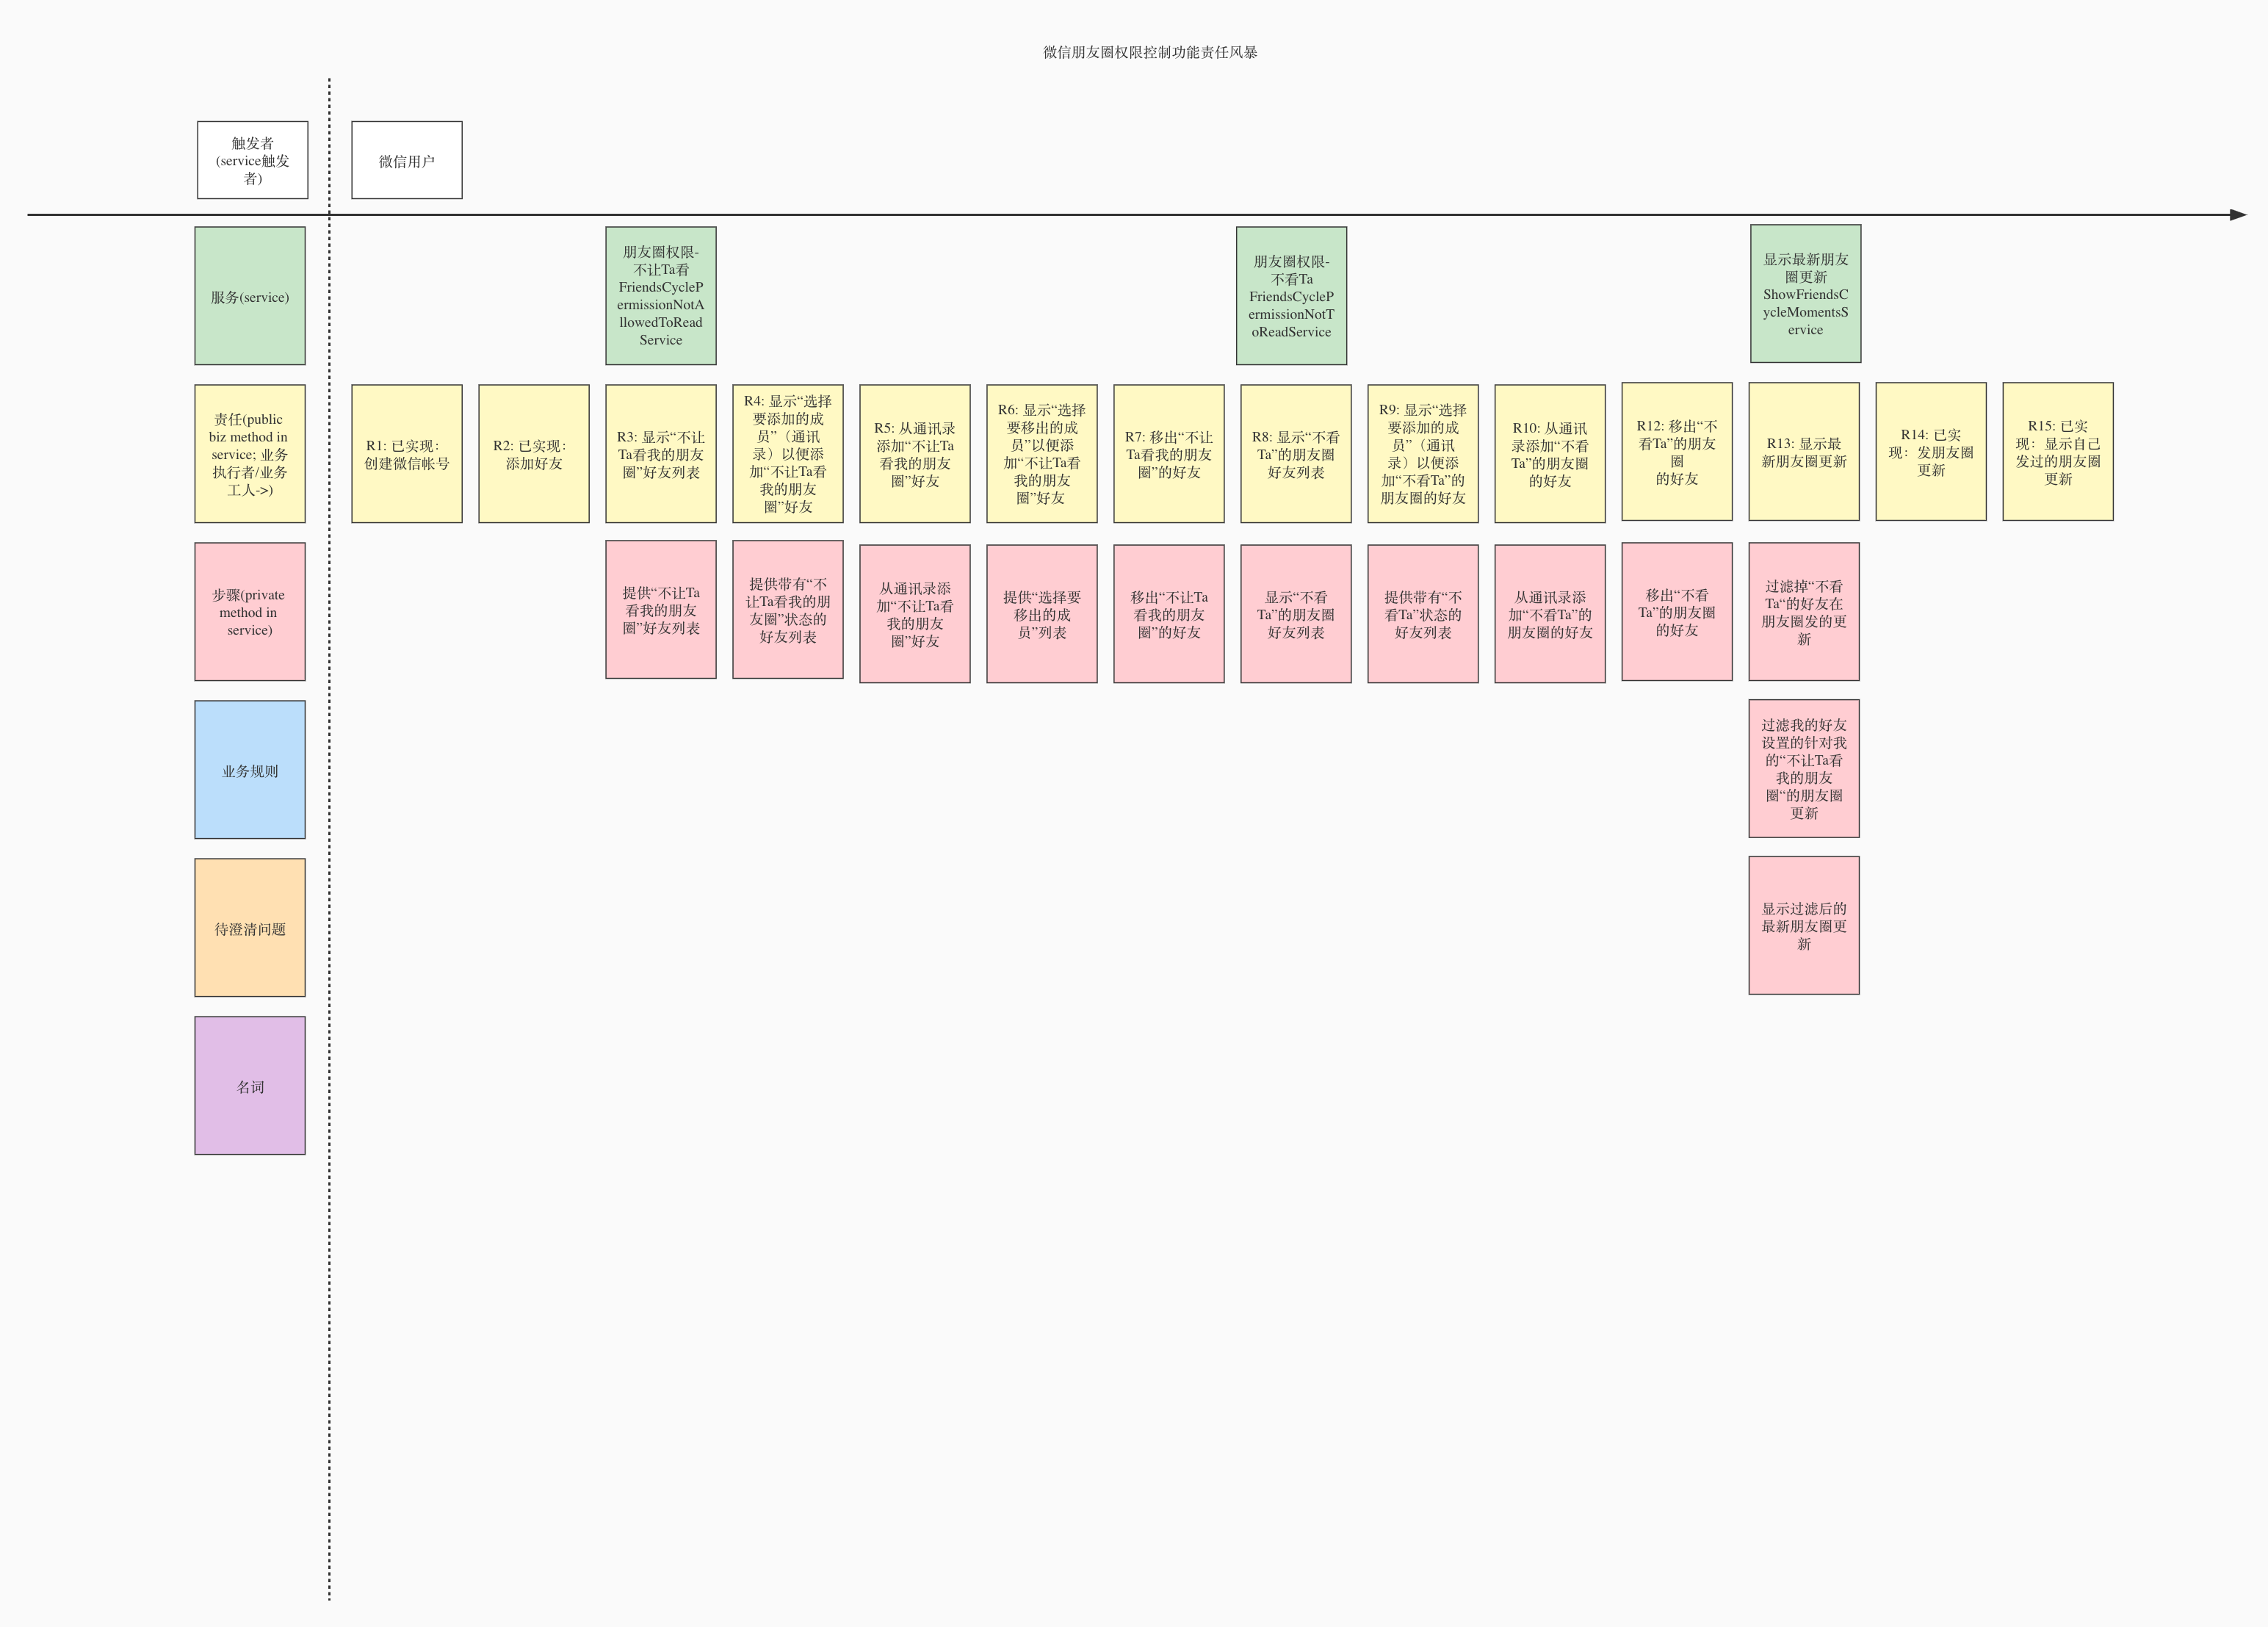 微信朋友圈权限控制功能责任风暴
触发者
(service触发
者)
微信用户
服务(service)
朋友圈权限-
不让Ta看
FriendsCycleP
ermissionNotA
llowedToRead
Service
朋友圈权限-
不看Ta
FriendsCycleP
ermissionNotT
oReadService
显示最新朋友
圈更新
ShowFriendsC
ycleMomentsS
ervice
责任(public
biz method in
service; 业务
执行者/业务
工人->)
R1: 已实现：
创建微信帐号
R2: 已实现：
添加好友
R3: 显示“不让
Ta看我的朋友
圈”好友列表
R4: 显示“选择
要添加的成
员”（通讯
录）以便添
加“不让Ta看
我的朋友
圈”好友
R5: 从通讯录
添加“不让Ta
看我的朋友
圈”好友
R6: 显示“选择
要移出的成
员”以便添
加“不让Ta看
我的朋友
圈”好友
R7: 移出“不让
Ta看我的朋友
圈”的好友
R8: 显示“不看
Ta”的朋友圈
好友列表
R9: 显示“选择
要添加的成
员”（通讯
录）以便添
加“不看Ta”的
朋友圈的好友
R10: 从通讯
录添加“不看
Ta”的朋友圈
的好友
R12: 移出“不
看Ta”的朋友
圈
的好友
R13: 显示最
新朋友圈更新
R14: 已实
现：发朋友圈
更新
R15: 已实
现：显示自己
发过的朋友圈
更新
步骤(private
method in
service)
提供“不让Ta
看我的朋友
圈”好友列表
提供带有“不
让Ta看我的朋
友圈”状态的
好友列表
从通讯录添
加“不让Ta看
我的朋友
圈”好友
提供“选择要
移出的成
员”列表
移出“不让Ta
看我的朋友
圈”的好友
显示“不看
Ta”的朋友圈
好友列表
提供带有“不
看Ta”状态的
好友列表
从通讯录添
加“不看Ta”的
朋友圈的好友
移出“不看
Ta”的朋友圈
的好友
过滤掉“不看
Ta“的好友在
朋友圈发的更
新
业务规则
过滤我的好友
设置的针对我
的“不让Ta看
我的朋友
圈“的朋友圈
更新
待澄清问题
显示过滤后的
最新朋友圈更
新
名词